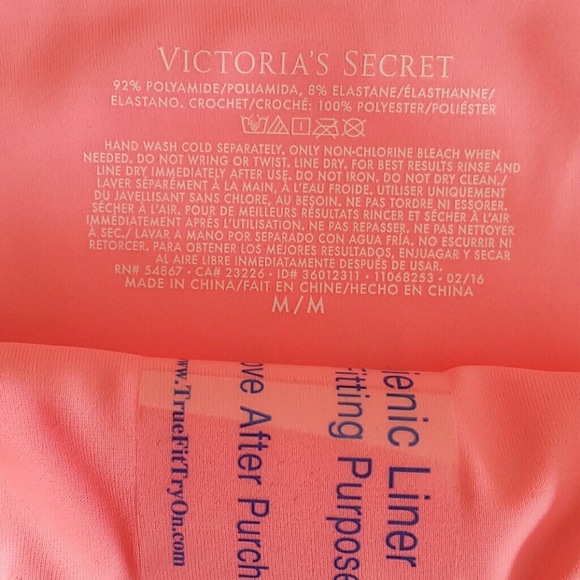 VICTORIA'S SECRET
92% POLYAMIDE/POLIAMIDA, 8% ELASTANE/ÉLASTHANNE/
ELASTANO. CROCHET/CROCHÉ: 100% POLYESTER/POLIÉSTER
HAND WASH COLD SEPARATELY. ONLY NON-CHLORINE BLEACH WHEN
NEEDED. DO NOT WRING OR TWIST. LINE DRY. FOR BEST RESULTS RINSE AND
LINE DRY IMMEDIATELY AFTER USE. DO NOT IRON. DO NOT DRY CLEAN./
LAVER SÉPARÉMENT À LA MAIN, À L'EAU FROIDE. UTILISER UNIQUEMENT
DU JAVELLISANT SANS CHLORE, AU BESOIN. NE PAS TORDRE NI ESSORER.
SÉCHER À L'AIR. POUR DE MEILLEURS RÉSULTATS RINCER ET SÉCHER À L'AIR
IMMÉDIATEMENT APRÈS L'UTILISATION. NE PAS REPASSER. NE PAS NETTOYER
À SEC./ LAVAR A MANO POR SEPARADO CON AGUA FRÍA. NO ESCURRIR NI
RETORCER. PARA OBTENER LOS MEJORES RESULTADOS, ENJUAGAR Y SECAR
AL AIRE LIBRE INMEDIATAMENTE DESPUÉS DE USAR.
RN# 54867 • CA# 23226 • ID# 36012311 • 11068253 • 02/16
MADE IN CHINA/FAIT EN CHINE/HECHO EN CHINA
M/M
ienic Liner
itting Purpose
ove After Purch
www.TrueFitTryOn.com